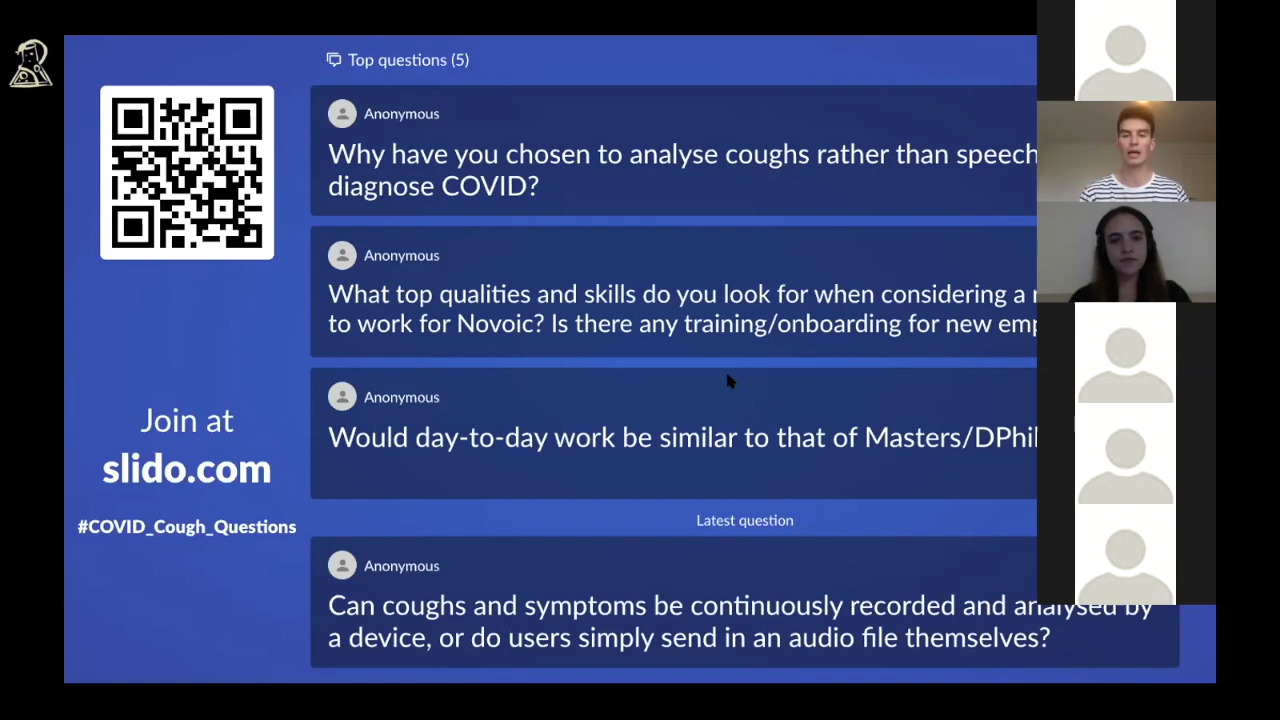 Top questions (5)
Anonymous
Why have you chosen to analyse coughs rather than speech
diagnose COVID?
Anonymous
What top qualities and skills do you look for when considering a
to work for Novoic? Is there any training/onboarding for new
Anonymous
Would day-to-day work be similar to that of Masters/DPhil
Latest question
Anonymous
Can coughs and symptoms be continuously recorded and analysed by
a device, or do users simply send in an audio file themselves?
Join at
slido.com
#COVID_Cough_Questions